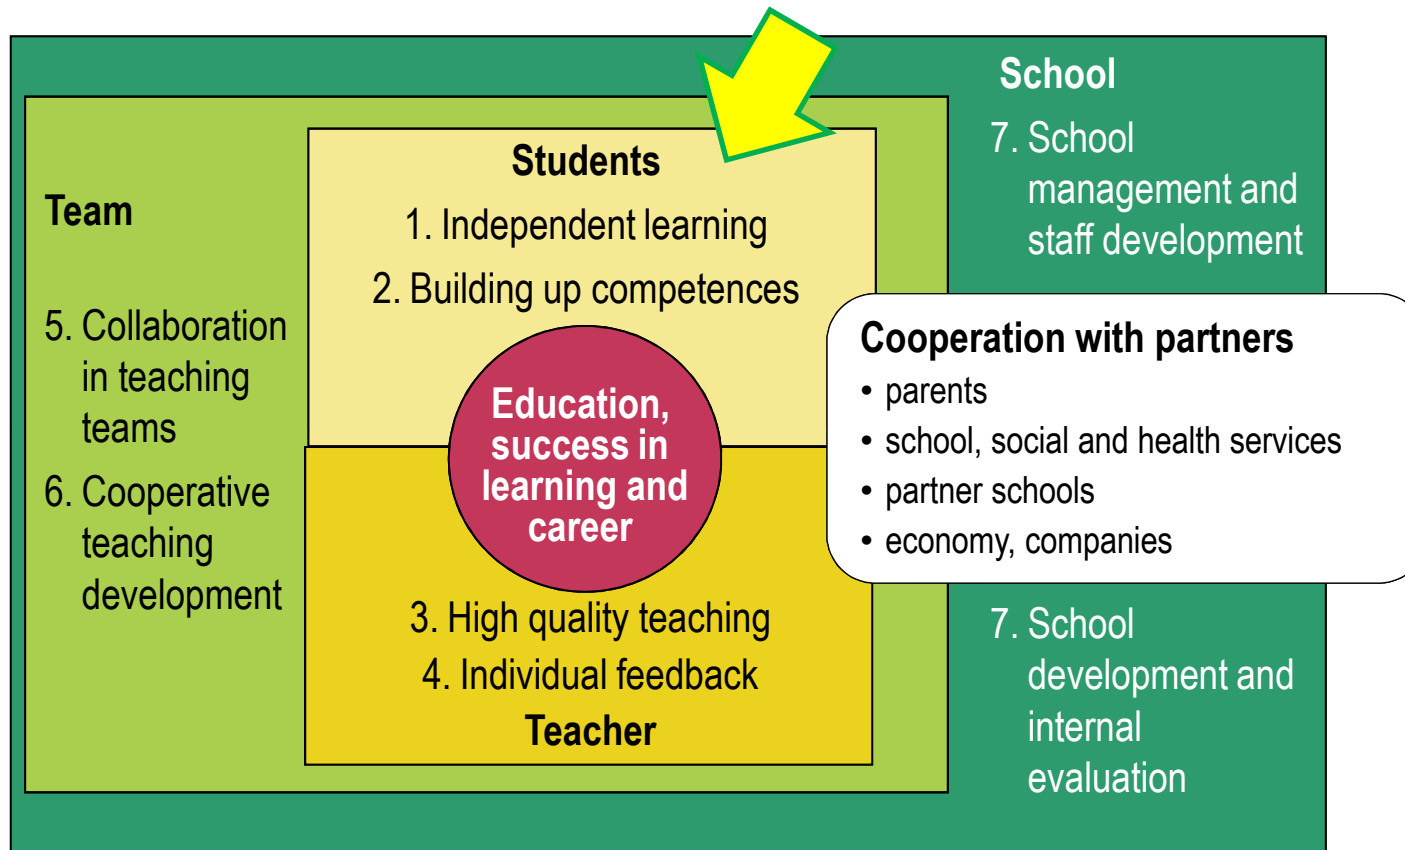 School
7. School
management and
staff development
Students
1. Independent learning
2. Building up competences
Team
5. Collaboration
in teaching
teams
6. Cooperative
teaching
development
Education,
success in
learning and
career
Cooperation with partners
• parents
• school, social and health services
• partner schools
• economy, companies
3. High quality teaching
4. Individual feedback
Teacher
7. School
development and
internal
evaluation